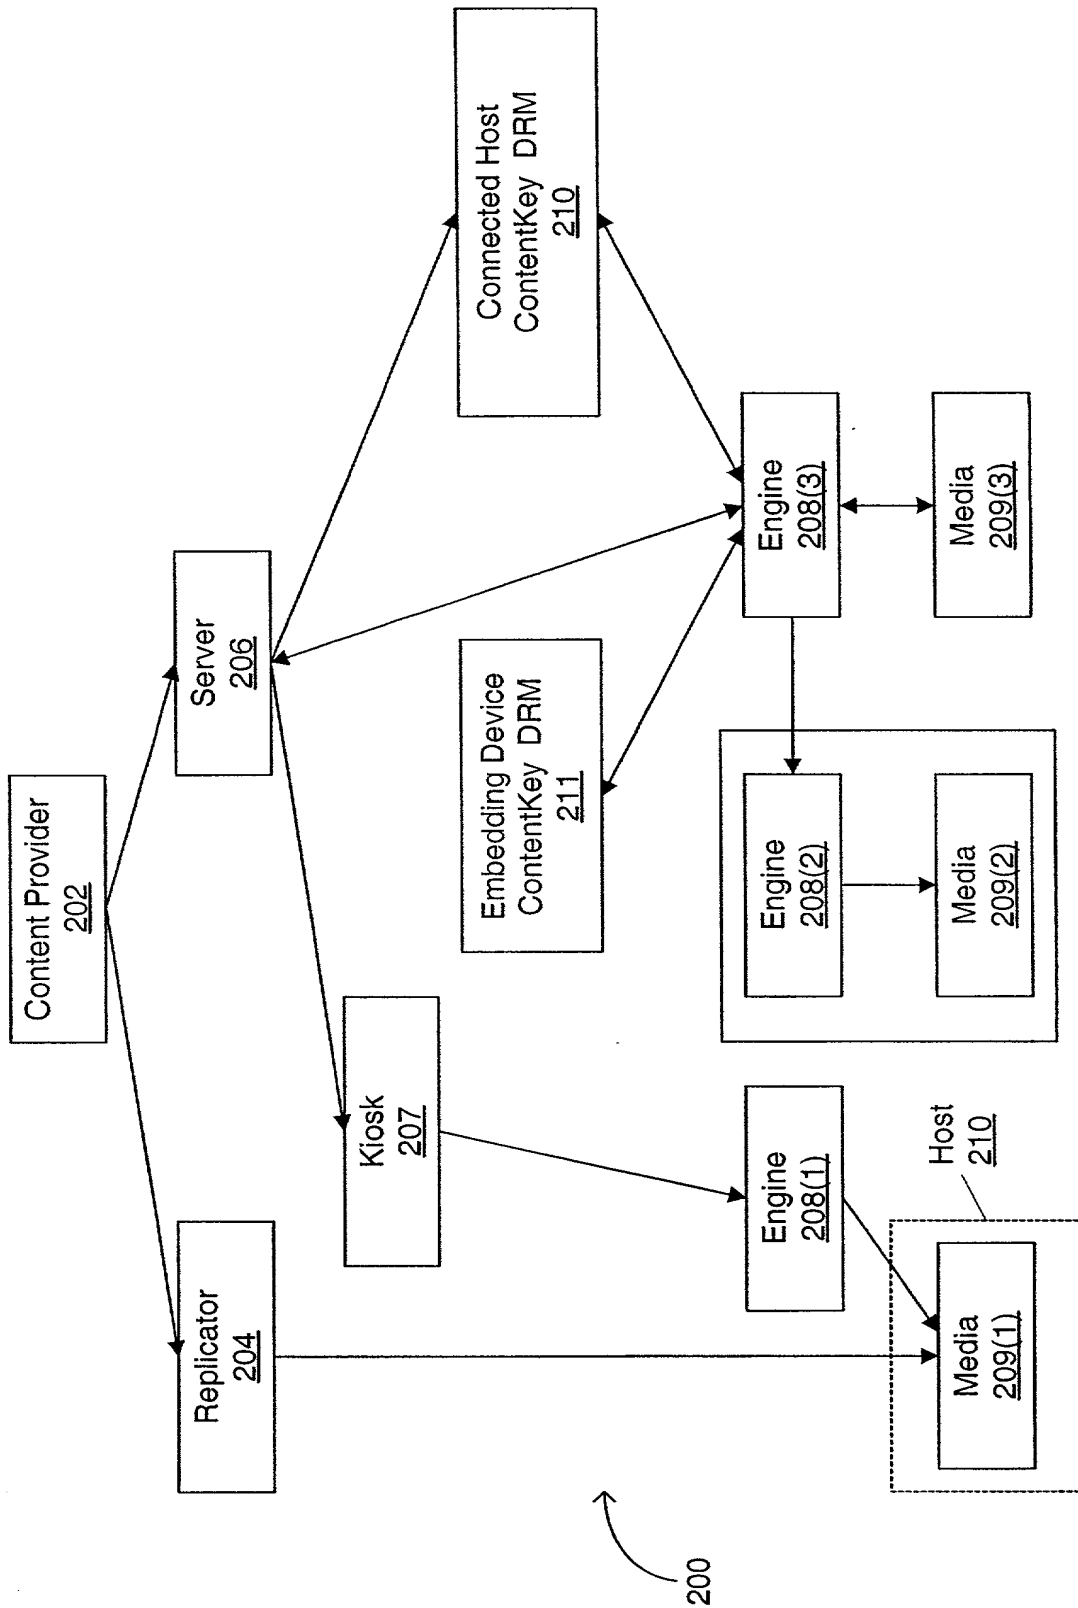 Content Provider
202
Replicator
204
Server
206
Kiosk
207
Embedding Device
ContentKey DRM
211
Connected Host
ContentKey DRM
210
Engine
208(1)
Engine
208(2)
Engine
208(3)
Host
210
Media
209(1)
Media
209(2)
Media
209(3)
200